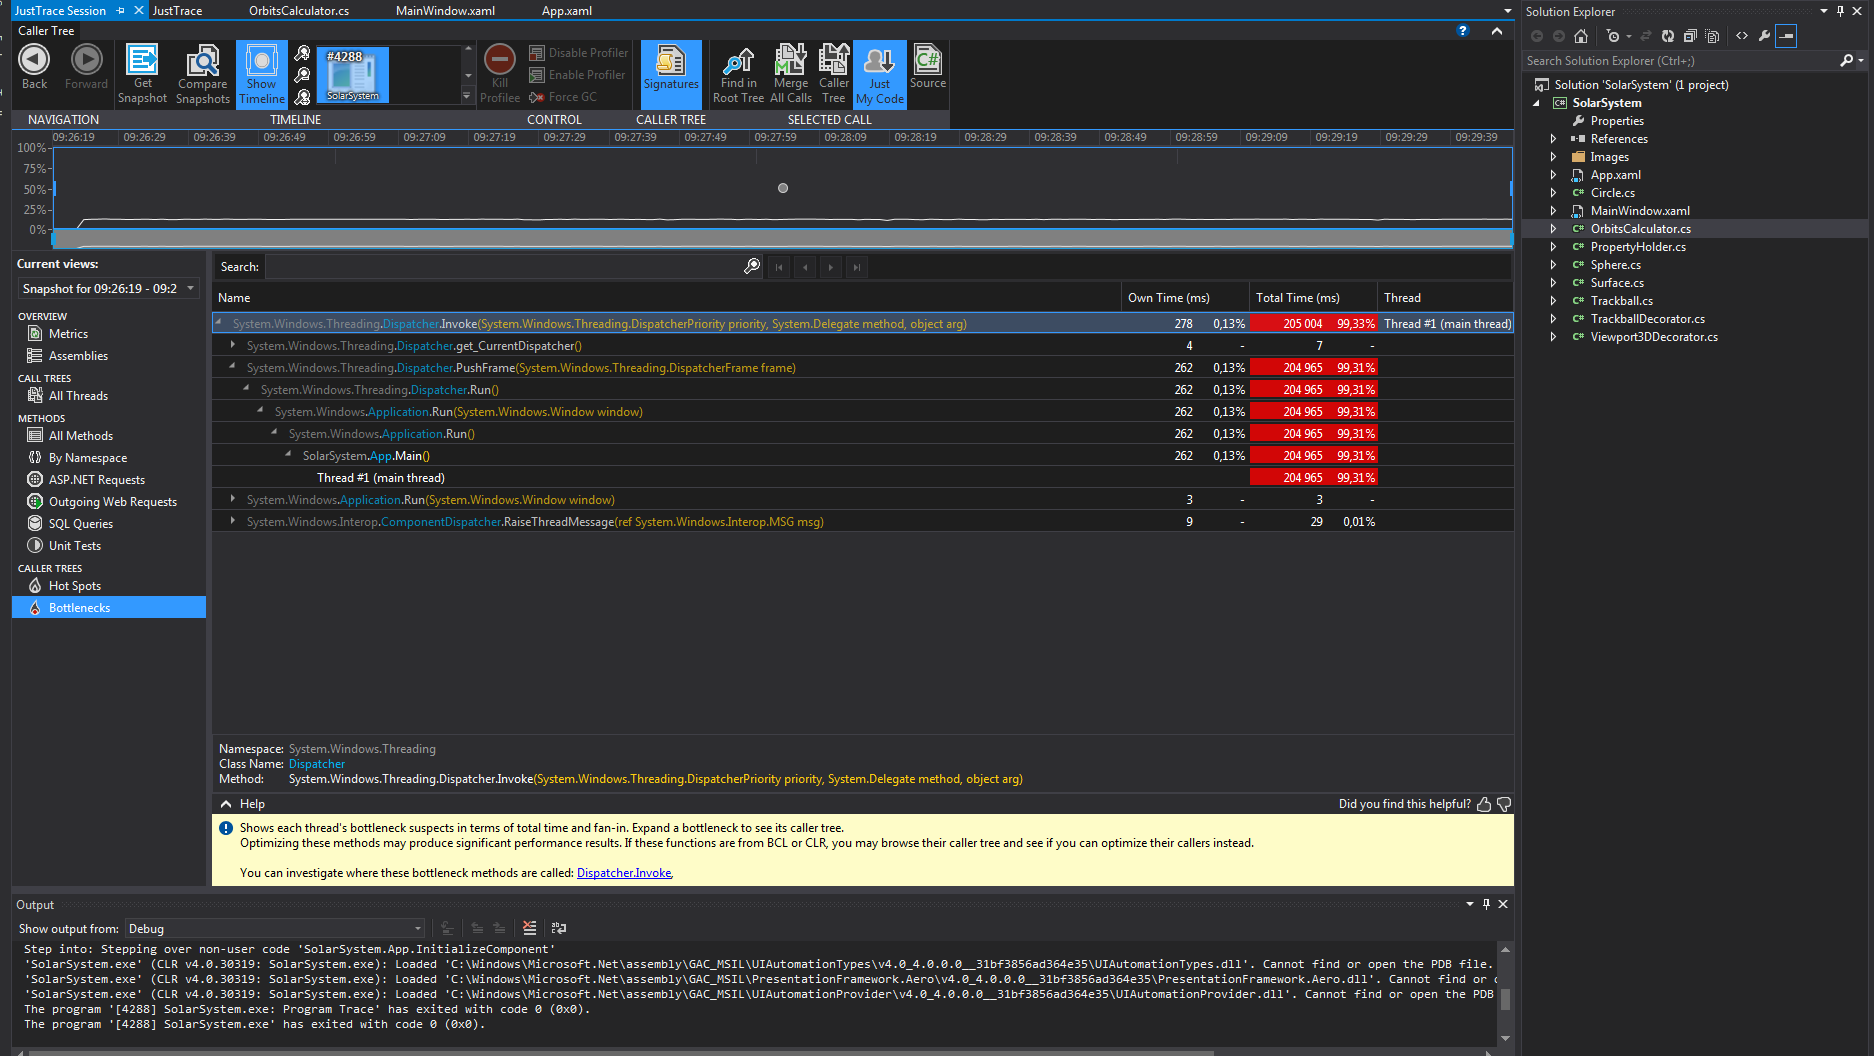 JustTrace Session
JustTrace
OrbitsCalculator.cs
MainWindow.xaml
App.xaml
Caller Tree
Back
Forward
Get Snapshot
Compare Snapshots
Show Timeline
#4288
SolarSystem
Kill Profiler
Disable Profiler
Enable Profiler
Force GC
Signatures
Find in Root Tree
Merge All Calls
Caller Tree
Just My Code
Source
NAVIGATION TIMELINE CONTROL CALLER TREE SELECTED CALL
09:26:19 09:26:29 09:26:39 09:26:49 09:26:59 09:27:09 09:27:19 09:27:29 09:27:39 09:27:49 09:27:59 09:28:09 09:28:19 09:28:29 09:28:39 09:28:49 09:28:59 09:29:09 09:29:19 09:29:29 09:29:39
100%
75%
50%
25%
0%
Current views:
Snapshot for 09:26:19 - 09:2
OVERVIEW
Metrics
Assemblies
CALL TREES
All Threads
METHODS
All Methods
By Namespace
ASP.NET Requests
Outgoing Web Requests
SQL Queries
Unit Tests
CALLER TREES
Hot Spots
Bottlenecks
Search:
Name Own Time (ms) Total Time (ms) Thread
System.Windows.Threading.Dispatcher.Invoke(System.Windows.Threading.DispatcherPriority priority, System.Delegate method, object arg) 278 0,13% 205 004 99,33% Thread #1 (main thread)
System.Windows.Threading.Dispatcher.get_CurrentDispatcher() 4 - 7 -
System.Windows.Threading.Dispatcher.PushFrame(System.Windows.Threading.DispatcherFrame frame) 262 0,13% 204 965 99,31%
System.Windows.Threading.Dispatcher.Run() 262 0,13% 204 965 99,31%
System.Windows.Application.Run(System.Windows.Window window) 262 0,13% 204 965 99,31%
System.Windows.Application.Run() 262 0,13% 204 965 99,31%
SolarSystem.App.Main() 262 0,13% 204 965 99,31%
Thread #1 (main thread) 204 965 99,31%
System.Windows.Application.Run(System.Windows.Window window) 3 - 3 -
System.Windows.Interop.ComponentDispatcher.RaiseThreadMessage(ref System.Windows.Interop.MSG msg) 9 - 29 0,01%
Namespace: System.Windows.Threading
Class Name: Dispatcher
Method: System.Windows.Threading.Dispatcher.Invoke(System.Windows.Threading.DispatcherPriority priority, System.Delegate method, object arg)
Help
Did you find this helpful?
Shows each thread's bottleneck suspects in terms of total time and fan-in. Expand a bottleneck to see its caller tree.
Optimizing these methods may produce significant performance results. If these functions are from BCL or CLR, you may browse their caller tree and see if you can optimize their callers instead.
You can investigate where these bottleneck methods are called: Dispatcher.Invoke,
Output
Show output from: Debug
Step into: Stepping over non-user code 'SolarSystem.App.InitializeComponent'
'SolarSystem.exe' (CLR v4.0.30319: SolarSystem.exe): Loaded 'C:\Windows\Microsoft.Net\assembly\GAC_MSIL\UIAutomationTypes\v4.0_4.0.0.0__31bf3856ad364e35\UIAutomationTypes.dll'. Cannot find or open the PDB file.
'SolarSystem.exe' (CLR v4.0.30319: SolarSystem.exe): Loaded 'C:\Windows\Microsoft.Net\assembly\GAC_MSIL\PresentationFramework.Aero\v4.0_4.0.0.0__31bf3856ad364e35\PresentationFramework.Aero.dll'. Cannot find or
'SolarSystem.exe' (CLR v4.0.30319: SolarSystem.exe): Loaded 'C:\Windows\Microsoft.Net\assembly\GAC_MSIL\UIAutomationProvider\v4.0_4.0.0.0__31bf3856ad364e35\UIAutomationProvider.dll'. Cannot find or open the PDB
The program '[4288] SolarSystem.exe: Program Trace' has exited with code 0 (0x0).
The program '[4288] SolarSystem.exe' has exited with code 0 (0x0).
Solution Explorer
Search Solution Explorer (Ctrl+;)
Solution 'SolarSystem' (1 project)
SolarSystem
Properties
References
Images
App.xaml
Circle.cs
MainWindow.xaml
OrbitsCalculator.cs
PropertyHolder.cs
Sphere.cs
Surface.cs
Trackball.cs
TrackballDecorator.cs
Viewport3DDecorator.cs